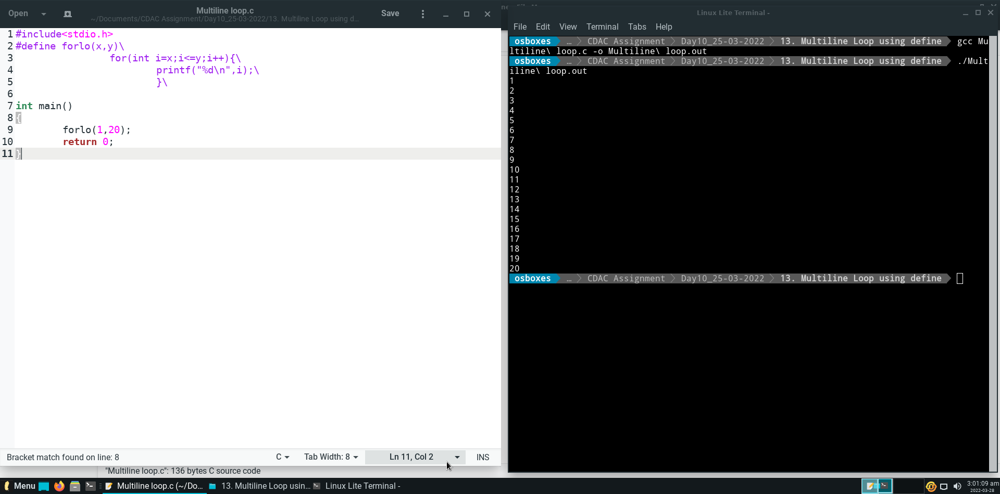 Open
Multiline loop.c
~/Documents/CDAC Assignment/Day10_25-03-2022/13. Multiline Loop using d...
Save
1 #include<stdio.h>
2 #define forlo(x,y)\
3 for(int i=x;i<=y;i++){\
4 printf("%d\n",i);\
5 }\
6
7 int main()
8 {
9 forlo(1,20);
10 return 0;
11 }
Bracket match found on line: 8
C
Tab Width: 8
Ln 11, Col 2
INS
"Multiline loop.c": 136 bytes C source code
Linux Lite Terminal -
File Edit View Terminal Tabs Help
osboxes … CDAC Assignment Day10_25-03-2022 13. Multiline Loop using define gcc Mu
ltiline\ loop.c -o Multiline\ loop.out
osboxes … CDAC Assignment Day10_25-03-2022 13. Multiline Loop using define ./Mult
iline\ loop.out
1
2
3
4
5
6
7
8
9
10
11
12
13
14
15
16
17
18
19
20
osboxes … CDAC Assignment Day10_25-03-2022 13. Multiline Loop using define
Menu
Multiline loop.c (~/Do...
13. Multiline Loop usin...
Linux Lite Terminal -
3:01:09 am
2022-03-28